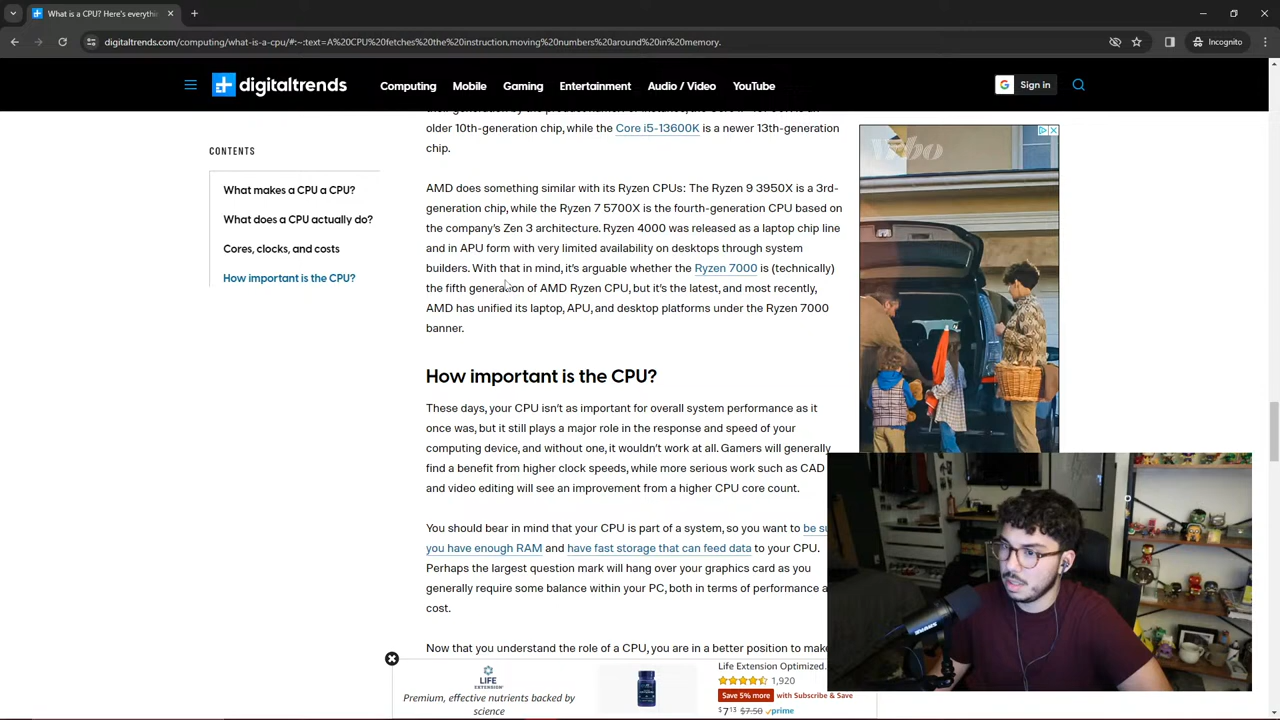 What is a CPU? Here's everythin
digitaltrends.com/computing/what-is-a-cpu/#:~:text=A%20CPU%20fetches%20the%20instruction,moving%20numbers%20around%20in%20memory.
Incognito
digitaltrends
Computing
Mobile
Gaming
Entertainment
Audio / Video
YouTube
Sign in
CONTENTS
What makes a CPU a CPU?
What does a CPU actually do?
Cores, clocks, and costs
How important is the CPU?
older 10th-generation chip, while the Core i5-13600K is a newer 13th-generation
chip.
AMD does something similar with its Ryzen CPUs: The Ryzen 9 3950X is a 3rd-
generation chip, while the Ryzen 7 5700X is the fourth-generation CPU based on
the company's Zen 3 architecture. Ryzen 4000 was released as a laptop chip line
and in APU form with very limited availability on desktops through system
builders. With that in mind, it's arguable whether the Ryzen 7000 is (technically)
the fifth generation of AMD Ryzen CPU, but it's the latest, and most recently,
AMD has unified its laptop, APU, and desktop platforms under the Ryzen 7000
banner.
How important is the CPU?
These days, your CPU isn't as important for overall system performance as it
once was, but it still plays a major role in the response and speed of your
computing device, and without one, it wouldn't work at all. Gamers will generally
find a benefit from higher clock speeds, while more serious work such as CAD
and video editing will see an improvement from a higher CPU core count.
You should bear in mind that your CPU is part of a system, so you want to be su
you have enough RAM and have fast storage that can feed data to your CPU.
Perhaps the largest question mark will hang over your graphics card as you
generally require some balance within your PC, both in terms of performance a
cost.
Now that you understand the role of a CPU, you are in a better position to make
Vrbo
LIFE
EXTENSION
Premium, effective nutrients backed by
science
Life Extension Optimized.
1,920
Save 5% more with Subscribe & Save
$7.13 $7.50 prime